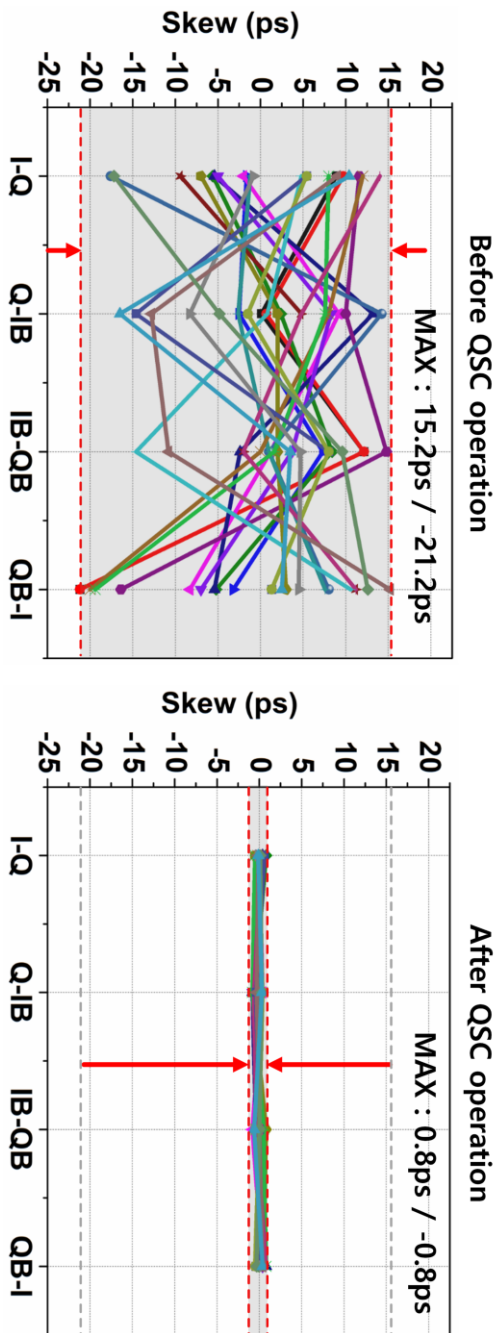 Before QSC operation
MAX : 15.2ps / -21.2ps
Skew (ps)
20
15
10
5
0
-5
-10
-15
-20
-25
I-Q
Q-IB
IB-QB
QB-I
After QSC operation
MAX : 0.8ps / -0.8ps
Skew (ps)
20
15
10
5
0
-5
-10
-15
-20
-25
I-Q
Q-IB
IB-QB
QB-I